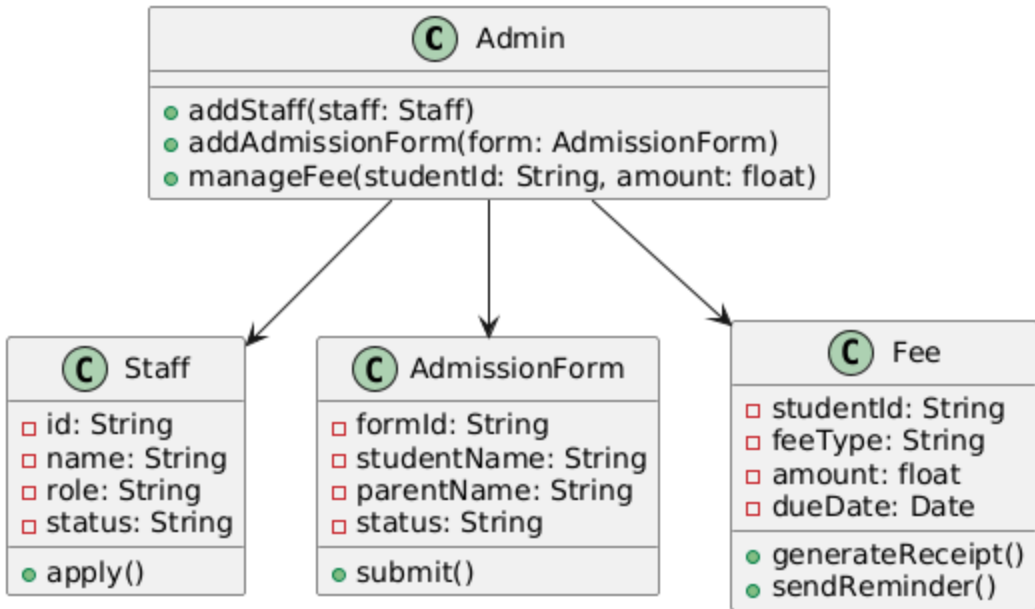 C Admin
addStaff(staff: Staff)
addAdmissionForm(form: AdmissionForm)
manageFee(studentId: String, amount: float)
C Staff
id: String
name: String
role: String
status: String
apply()
C AdmissionForm
formId: String
studentName: String
parentName: String
status: String
submit()
C Fee
studentId: String
feeType: String
amount: float
dueDate: Date
generateReceipt()
sendReminder()